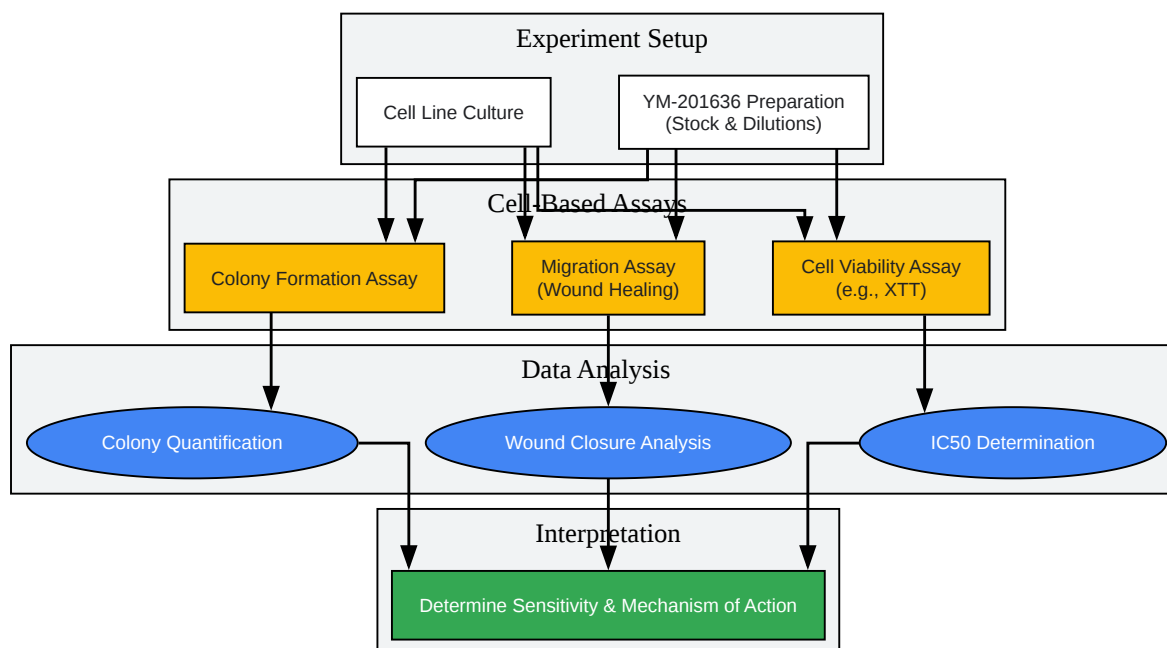 Experiment Setup
Cell Line Culture
YM-201636 Preparation
(Stock & Dilutions)
Cell-Based Assays
Colony Formation Assay
Migration Assay
(Wound Healing)
Cell Viability Assay
(e.g., XTT)
Data Analysis
Colony Quantification
Wound Closure Analysis
IC50 Determination
Interpretation
Determine Sensitivity & Mechanism of Action